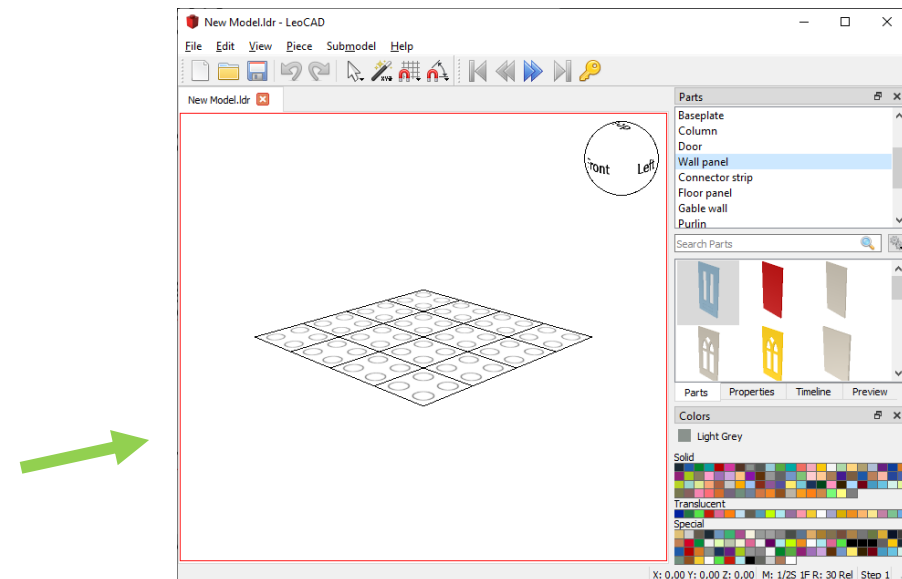 New Model.ldr - LeoCAD
File Edit View Piece Submodel Help
New Model.ldr
Parts
Baseplate
Column
Door
Wall panel
Connector strip
Floor panel
Gable wall
Purlin
Search Parts
Front Left
Parts Properties Timeline Preview
Colors
Light Grey
Solid
Translucent
Special
X: 0.00 Y: 0.00 Z: 0.00 M: 1/2S 1F R: 30 Rel Step 1